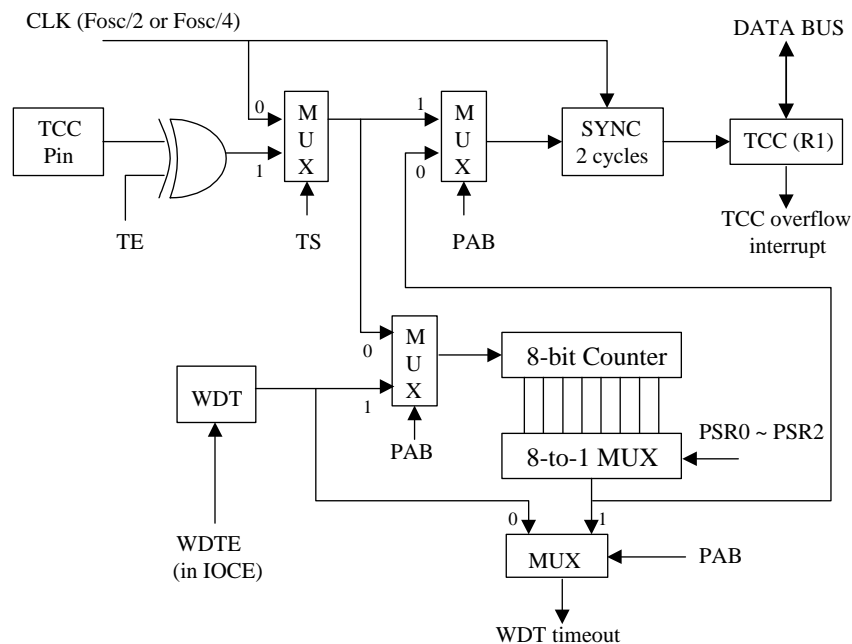 CLK (Fosc/2 or Fosc/4)
DATA BUS
TCC
Pin
0
1
M
U
X
1
0
M
U
X
SYNC
2 cycles
TCC (R1)
TE
TS
PAB
TCC overflow
interrupt
0
1
M
U
X
8-bit Counter
WDT
PAB
PSR0 ~ PSR2
8-to-1 MUX
0
1
WDTE
(in IOCE)
MUX
PAB
WDT timeout